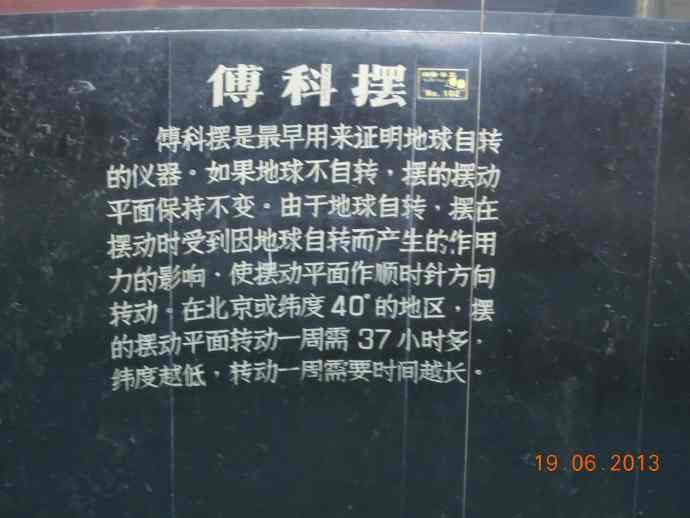 傅科摆
No. 102
傅科摆是最早用来证明地球自转
的仪器。如果地球不自转，摆的摆动
平面保持不变。由于地球自转，摆在
摆动时受到因地球自转而产生的作用
力的影响，使摆动平面作顺时针方向
转动。在北京或纬度 40°的地区，摆
的摆动平面转动一周需 37 小时多，
纬度越低，转动一周需要时间越长。
19.06.2013